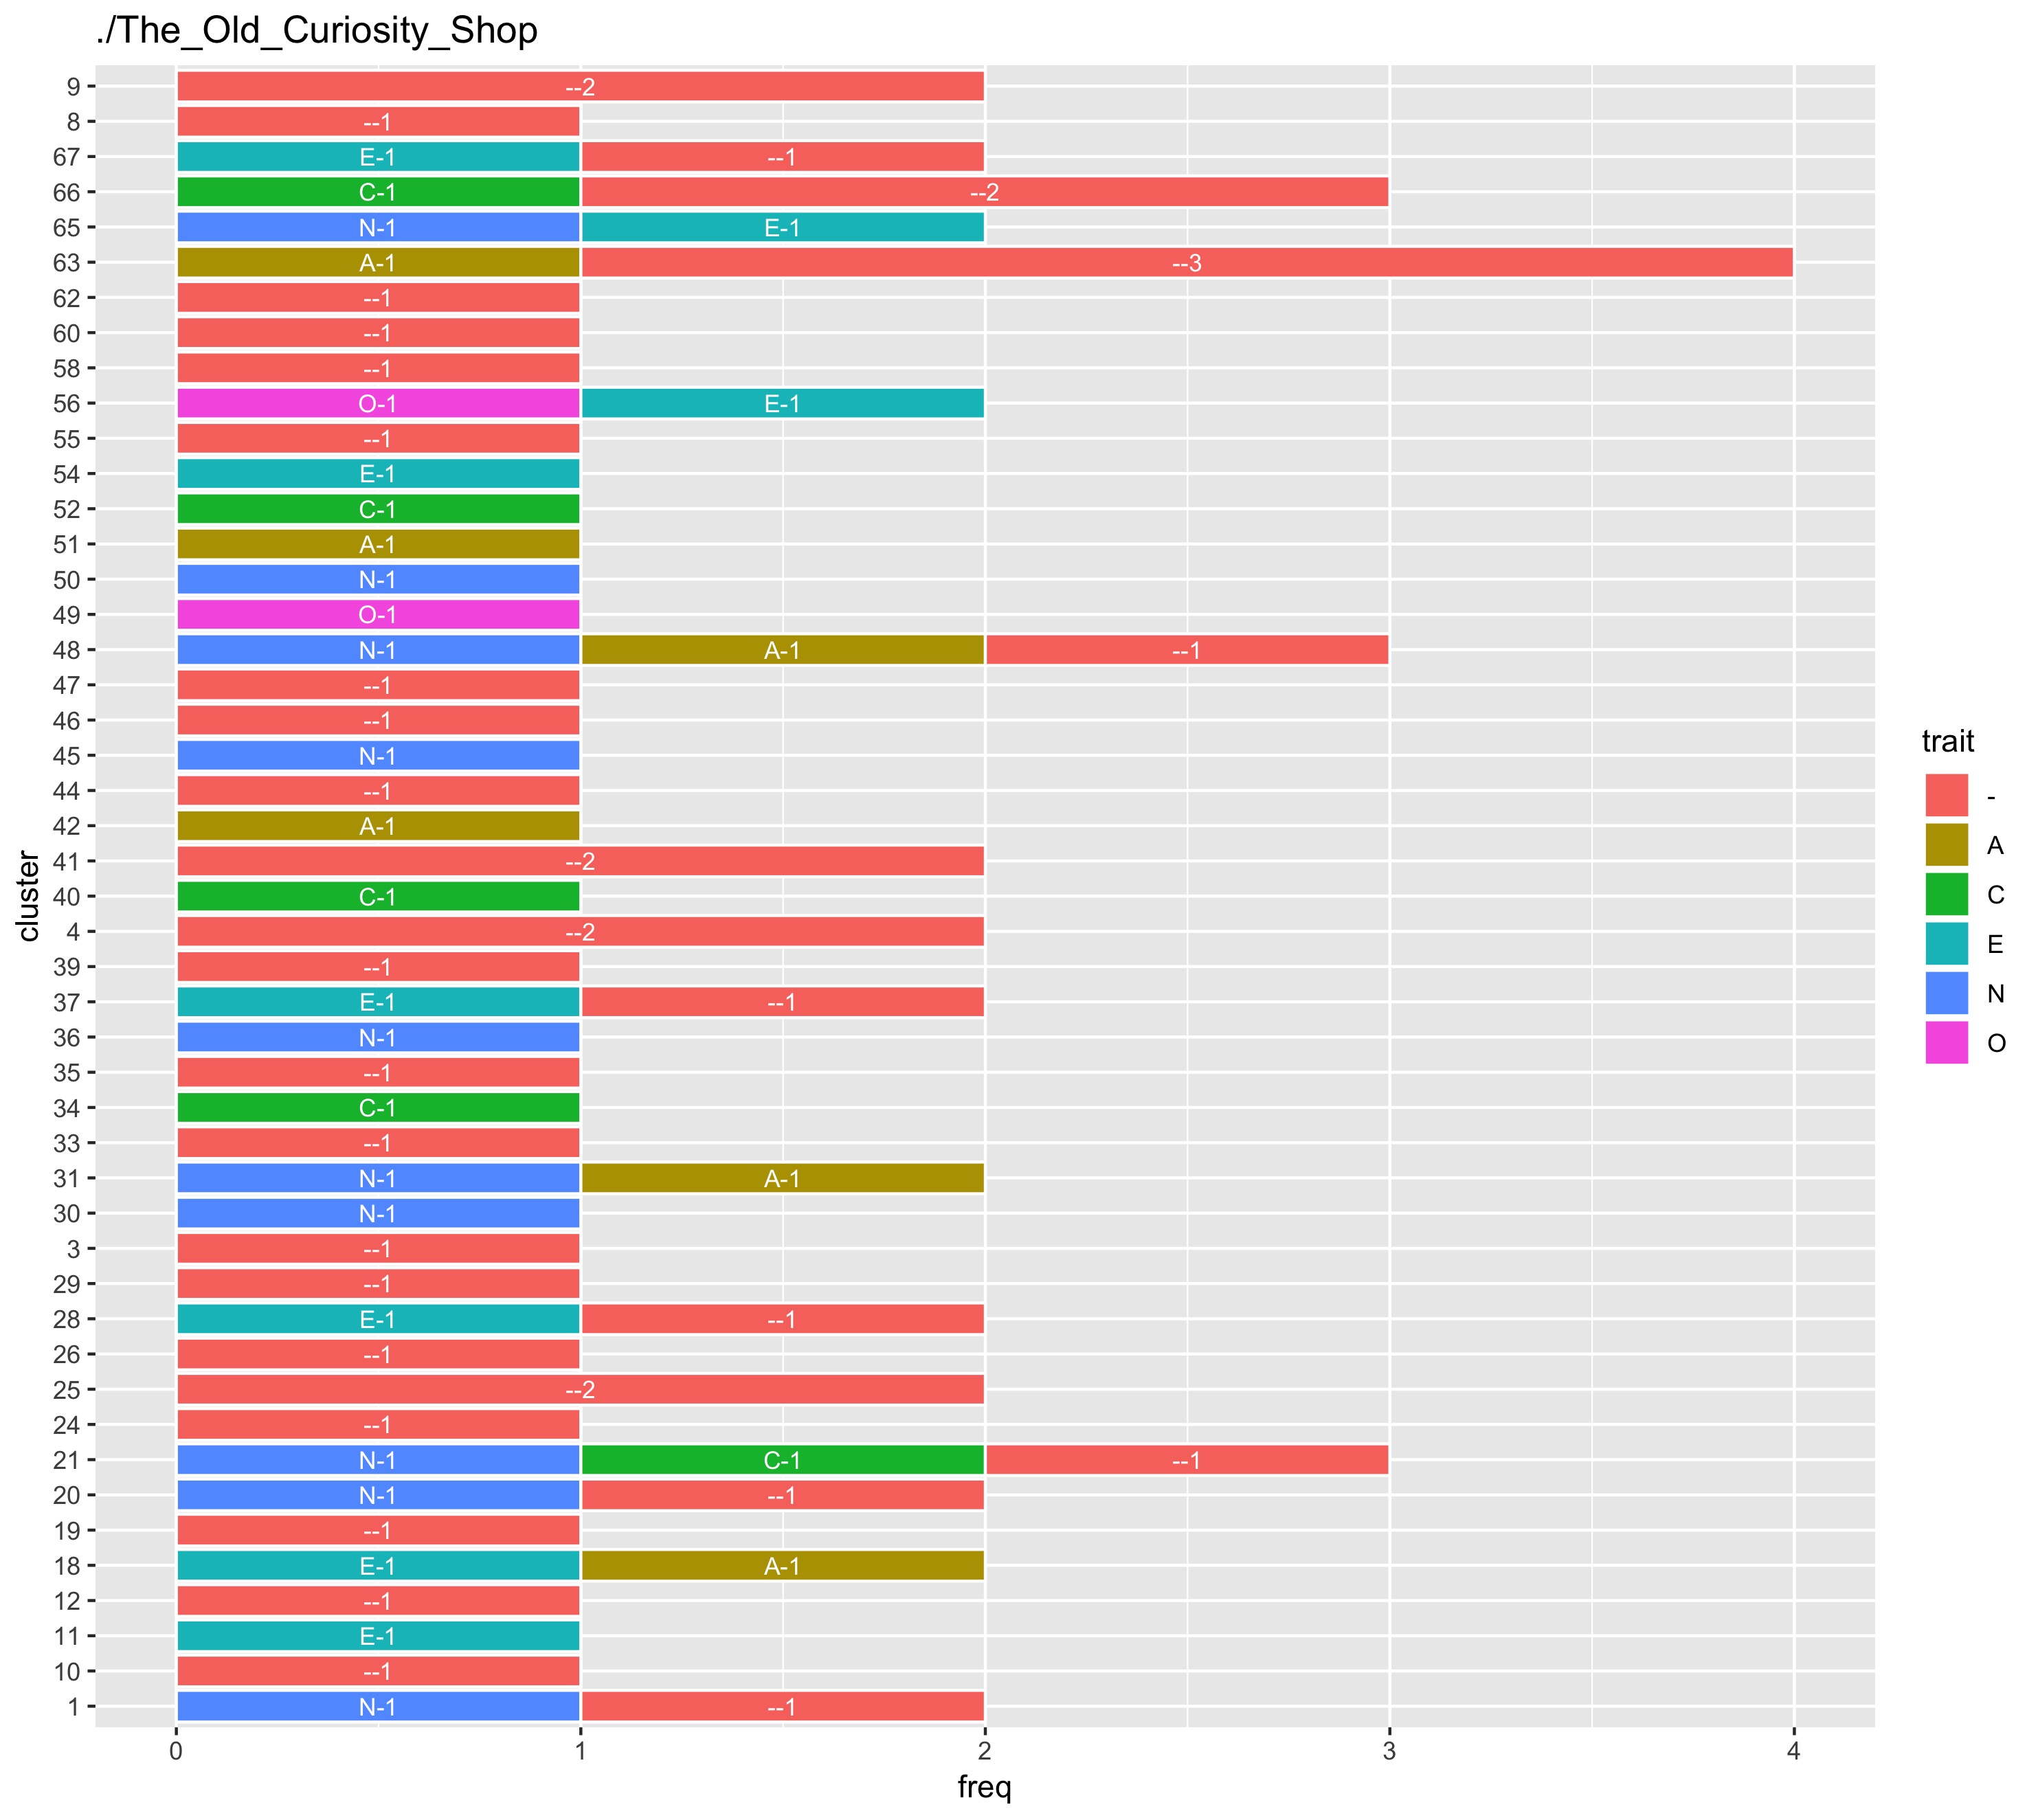 ./The_Old_Curiosity_Shop
9 --2
8 --1
67 E-1 --1
66 C-1 --2
65 N-1 E-1
63 A-1 --3
62 --1
60 --1
58 --1
56 O-1 E-1
55 --1
54 E-1
52 C-1
51 A-1
50 N-1
49 O-1
48 N-1 A-1 --1
47 --1
46 --1
45 N-1
44 --1
42 A-1
41 --2
40 C-1
4 --2
39 --1
37 E-1 --1
36 N-1
35 --1
34 C-1
33 --1
31 N-1 A-1
30 N-1
3 --1
29 --1
28 E-1 --1
26 --1
25 --2
24 --1
21 N-1 C-1 --1
20 N-1 --1
19 --1
18 E-1 A-1
12 --1
11 E-1
10 --1
1 N-1 --1
0 1 2 3 4
freq
cluster
trait
-
A
C
E
N
O